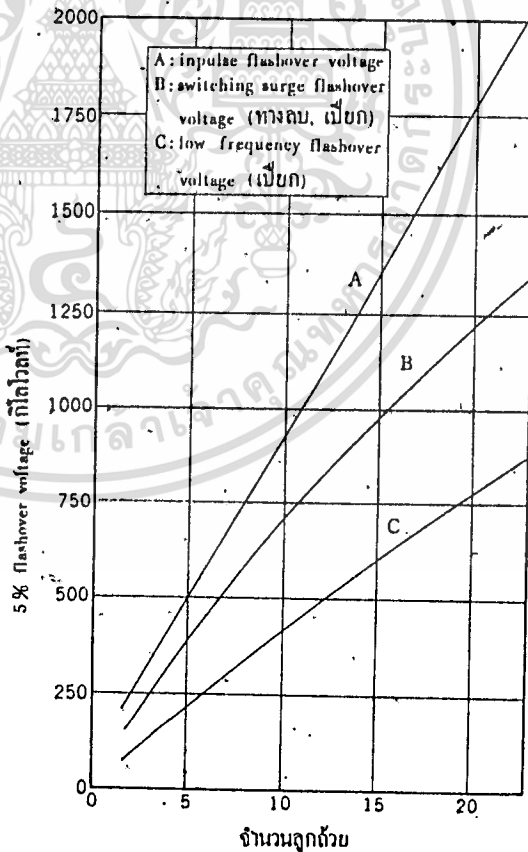 2000
A: inpulse flashover voltage
B: switching surge flashover
voltage (ทางลบ, เปียก)
C: low frequency flashover
voltage (เปียก)
1750
1500
1250
1000
750
500
250
0
A
B
C
5% flashover voltage (กิโลโวลท์)
0 5 10 15 20
จำนวนลูกถ้วย